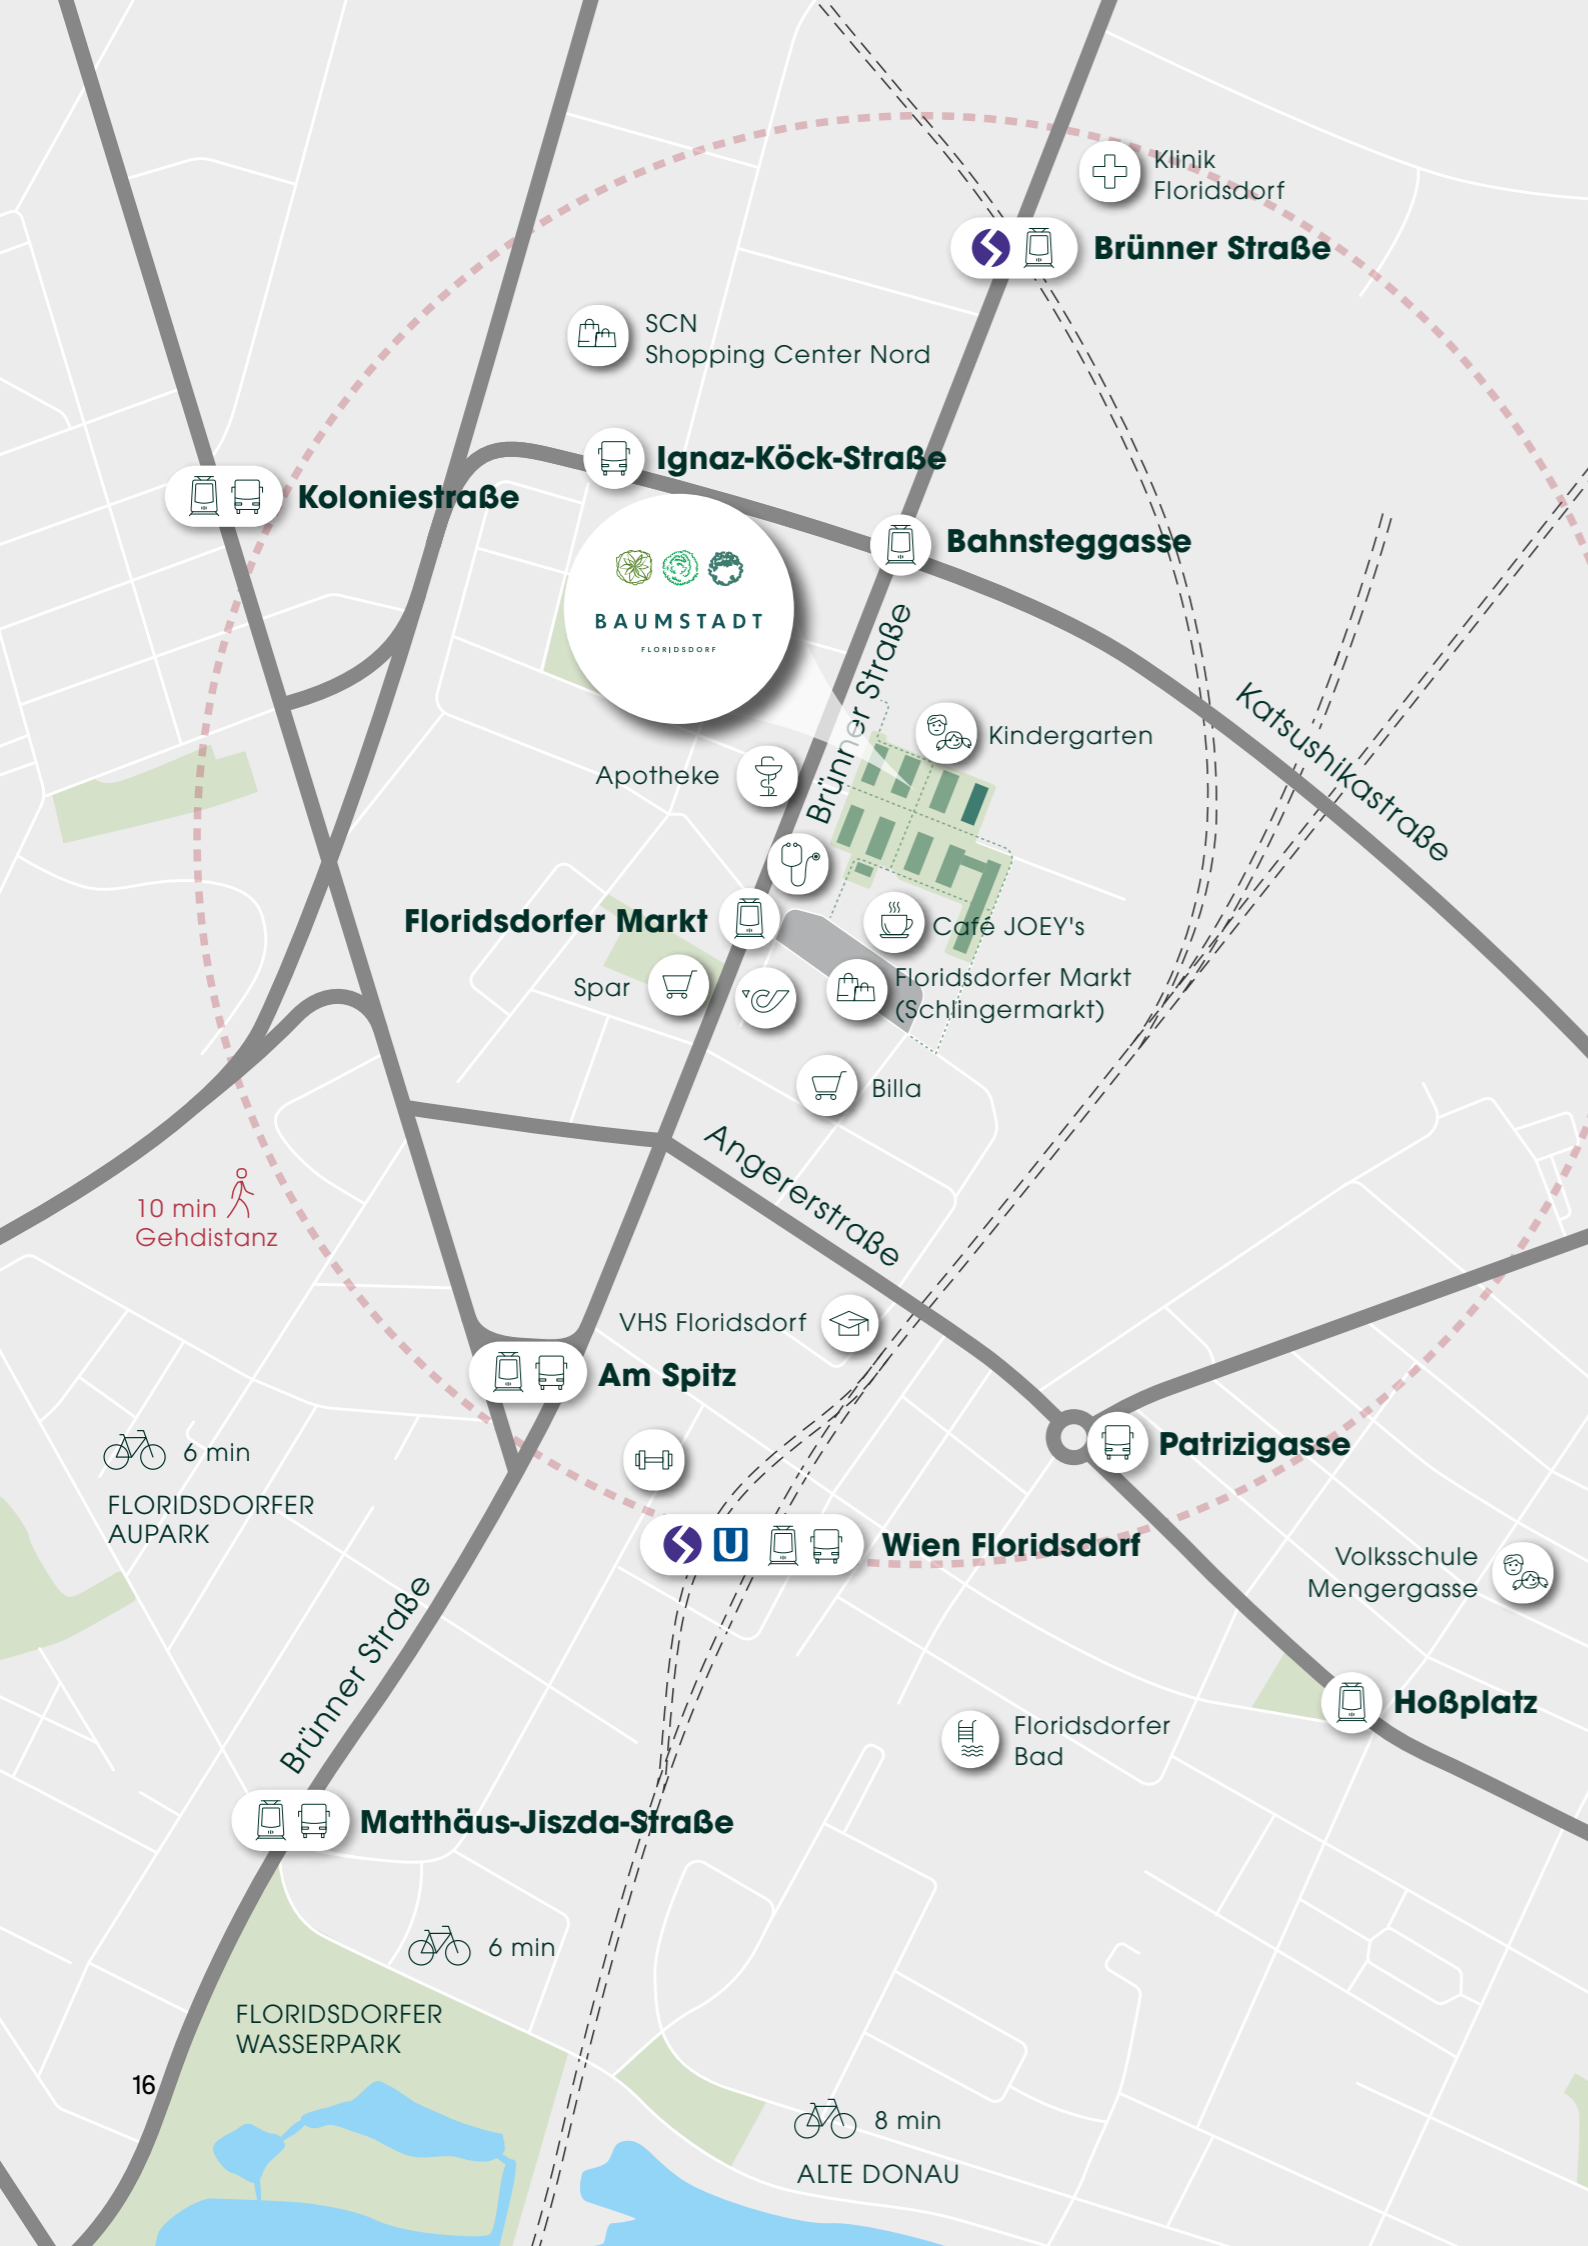 Klinik
Floridsdorf
Brünner Straße
SCN
Shopping Center Nord
Ignaz-Köck-Straße
Koloniestraße
Bahnsteggasse
BAUMSTADT
FLORIDSDORF
Brünner Straße
Katsushikastraße
Kindergarten
Apotheke
Floridsdorfer Markt
Café JOEY's
Spar
Floridsdorfer Markt
(Schlingermarkt)
Billa
Angererstraße
10 min
Gehdistanz
VHS Floridsdorf
Am Spitz
6 min
FLORIDSDORFER
AUPARK
Patrizigasse
U
Wien Floridsdorf
Volksschule
Mengergasse
Brünner Straße
Hoßplatz
Floridsdorfer
Bad
Matthäus-Jiszda-Straße
6 min
FLORIDSDORFER
WASSERPARK
16
8 min
ALTE DONAU